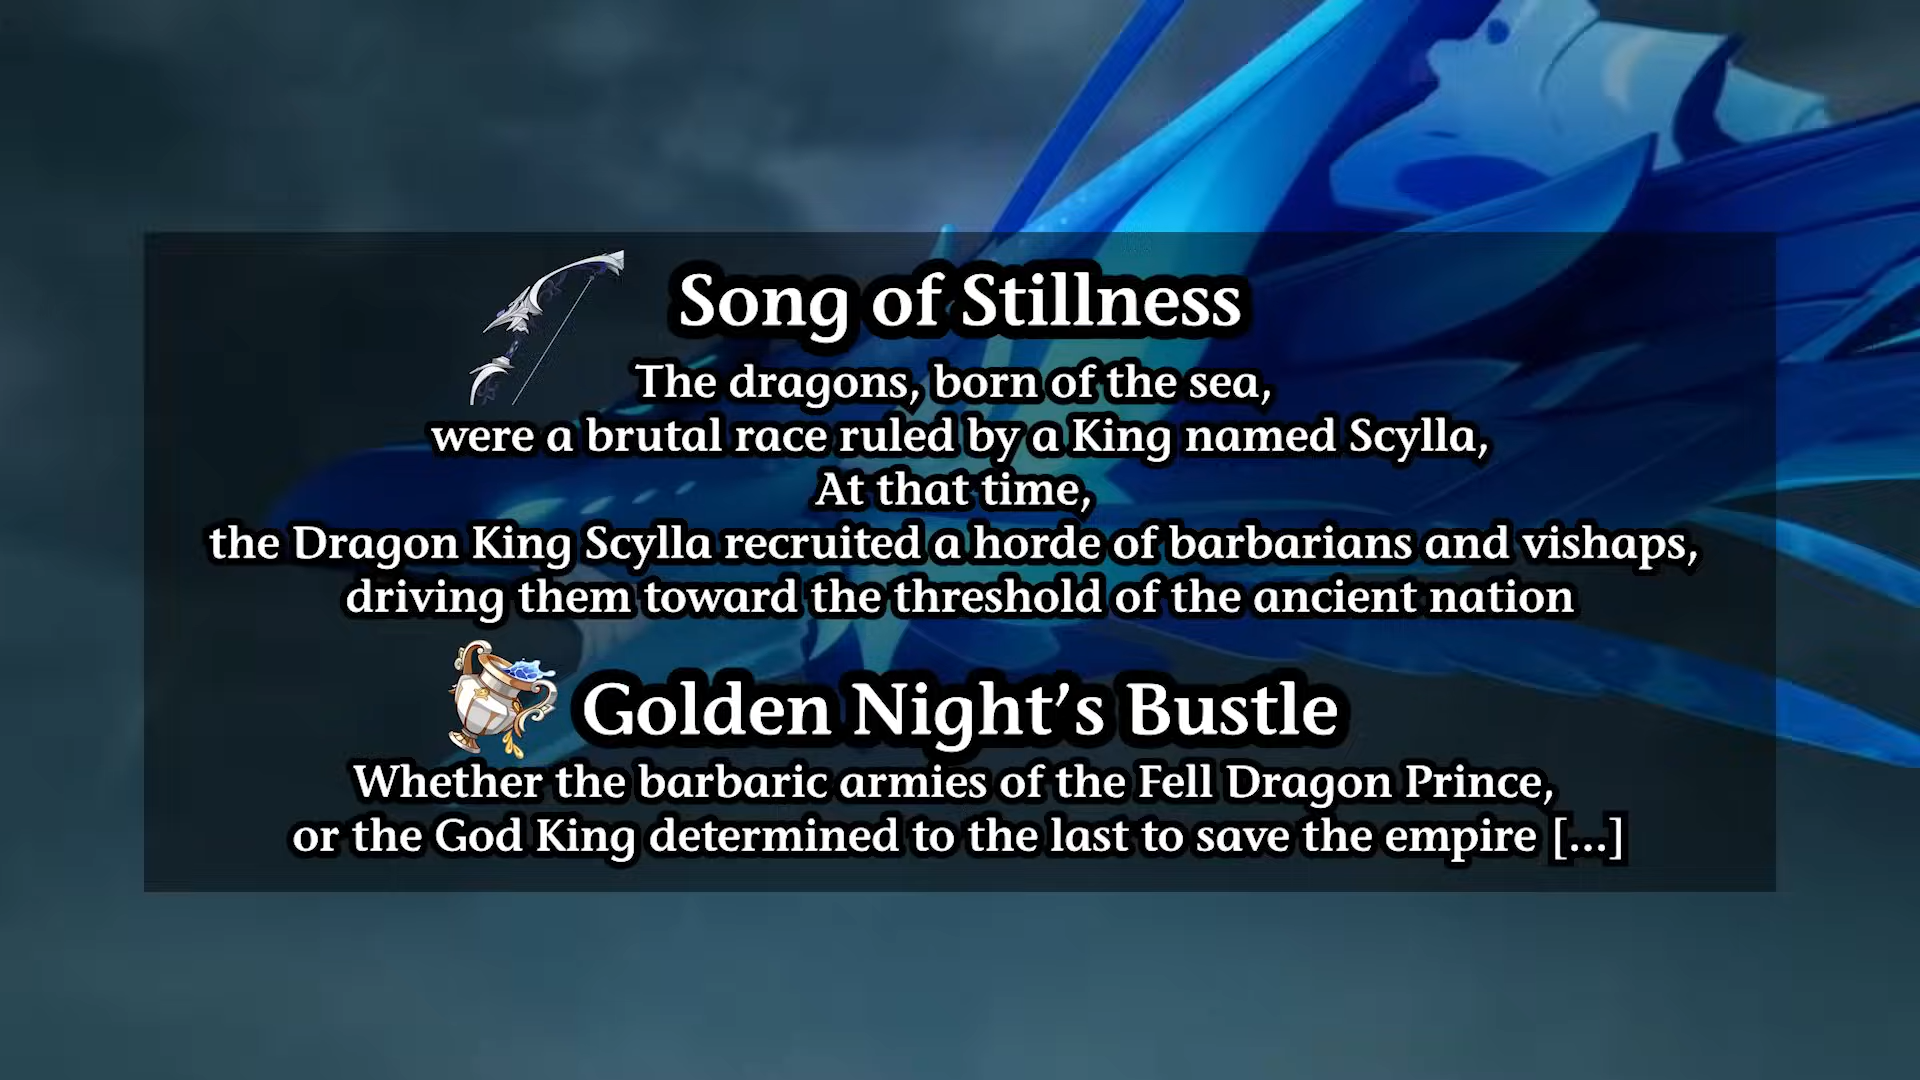 Song of Stillness
The dragons, born of the sea,
were a brutal race ruled by a King named Scylla,
At that time,
the Dragon King Scylla recruited a horde of barbarians and vishaps,
driving them toward the threshold of the ancient nation
Golden Night’s Bustle
Whether the barbaric armies of the Fell Dragon Prince,
or the God King determined to the last to save the empire [...]